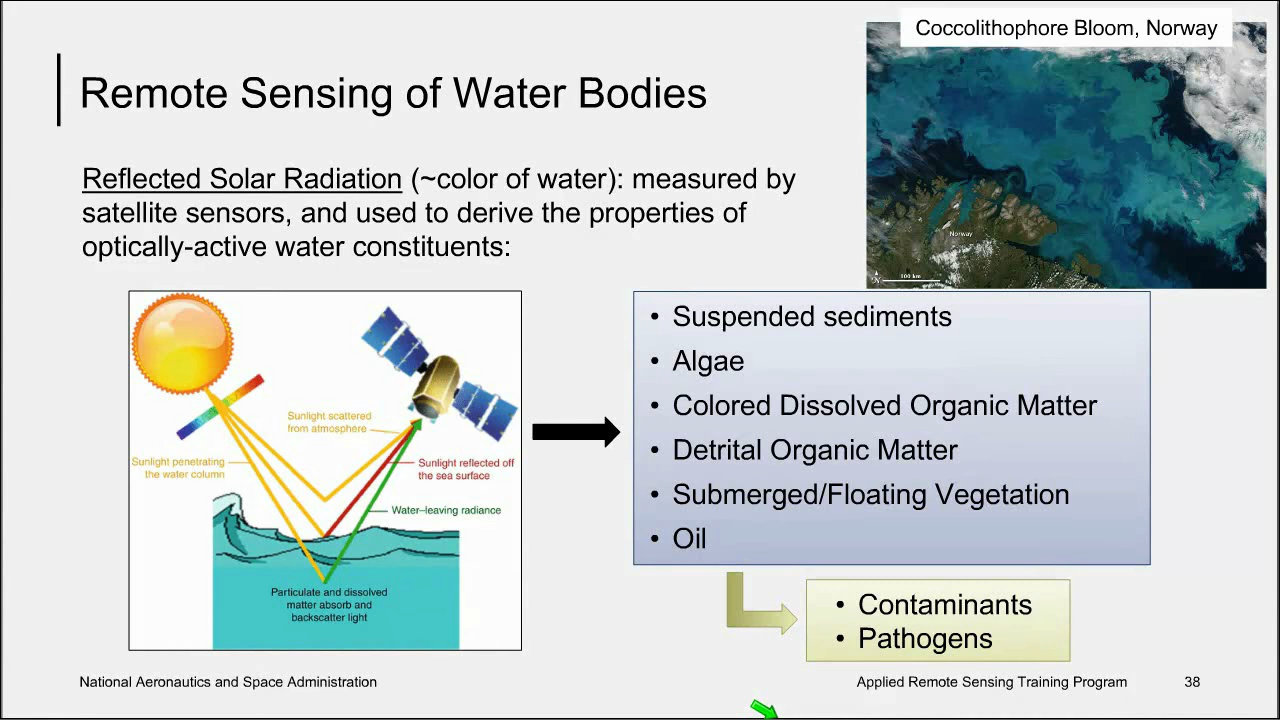 Coccolithophore Bloom, Norway
Remote Sensing of Water Bodies
Reflected Solar Radiation (~color of water): measured by
satellite sensors, and used to derive the properties of
optically-active water constituents:
Norway
100 km
N
Sunlight scattered
from atmosphere
Sunlight penetrating
the water column
Sunlight reflected off
the sea surface
Water–leaving radiance
Particulate and dissolved
matter absorb and
backscatter light
• Suspended sediments
• Algae
• Colored Dissolved Organic Matter
• Detrital Organic Matter
• Submerged/Floating Vegetation
• Oil
• Contaminants
• Pathogens
National Aeronautics and Space Administration
Applied Remote Sensing Training Program
38